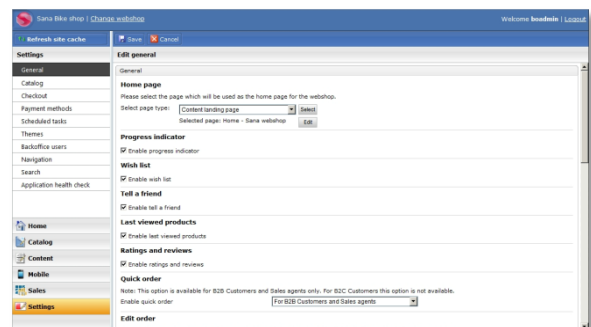 Sana Bike shop | Change webshop
Welcome boadmin | Logout
Refresh site cache
Save
Cancel
Settings
Edit general
General
Catalog
Checkout
Payment methods
Scheduled tasks
Themes
Backoffice users
Navigation
Search
Application health check
Home
Catalog
Content
Mobile
Sales
Settings
General
Home page
Please select the page which will be used as the home page for the webshop.
Select page type: Content landing page Select
Selected page: Home - Sana webshop Edit
Progress indicator
Enable progress indicator
Wish list
Enable wish list
Tell a friend
Enable tell a friend
Last viewed products
Enable last viewed products
Ratings and reviews
Enable ratings and reviews
Quick order
Note: This option is available for B2B Customers and Sales agents only. For B2C Customers this option is not available.
Enable quick order For B2B Customers and Sales agents
Edit order